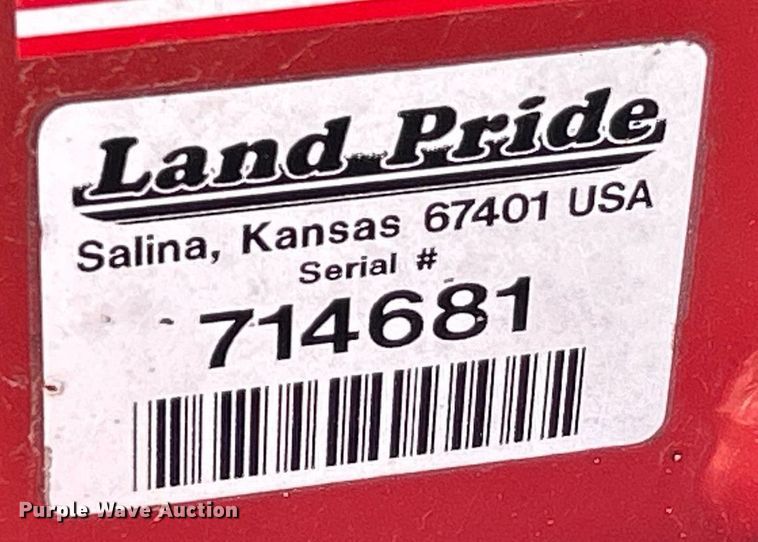 Land Pride
Salina, Kansas 67401 USA
Serial #
714681
Purple Wave Auction